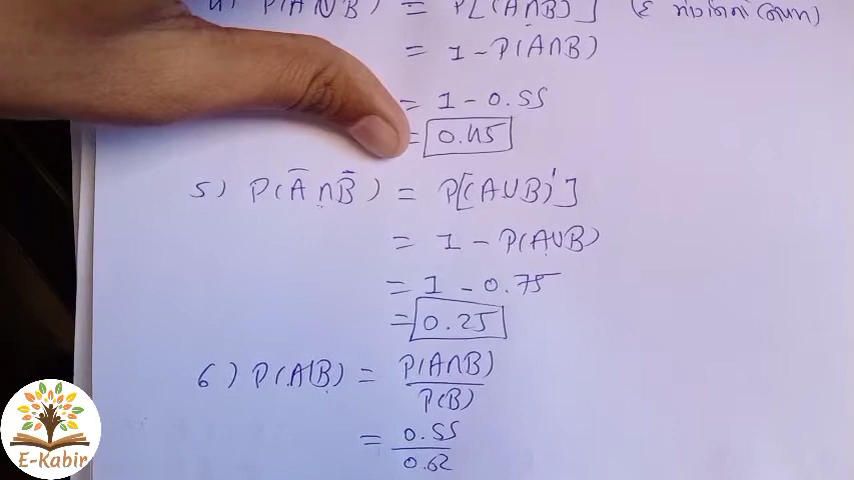 = P[(A∩B)']
= 1 - P(A∩B)
= 1 - 0.55
= 0.45
5) P(A̅ ∩ B̅) = P[(A∪B)']
= 1 - P(A∪B)
= 1 - 0.75
= 0.25
6) P(A|B) = P(A∩B) / P(B)
= 0.55 / 0.62
E-Kabir